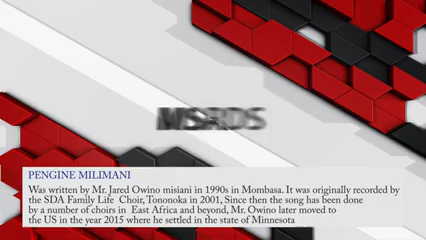 MSRDS
PENGINE MILIMANI
Was written by Mr. Jared Owino misiani in 1990s in Mombasa. It was originally recorded by
the SDA Family Life Choir, Tononoka in 2001, Since then the song has been done
by a number of choirs in East Africa and beyond, Mr. Owino later moved to
the US in the year 2015 where he settled in the state of Minnesota